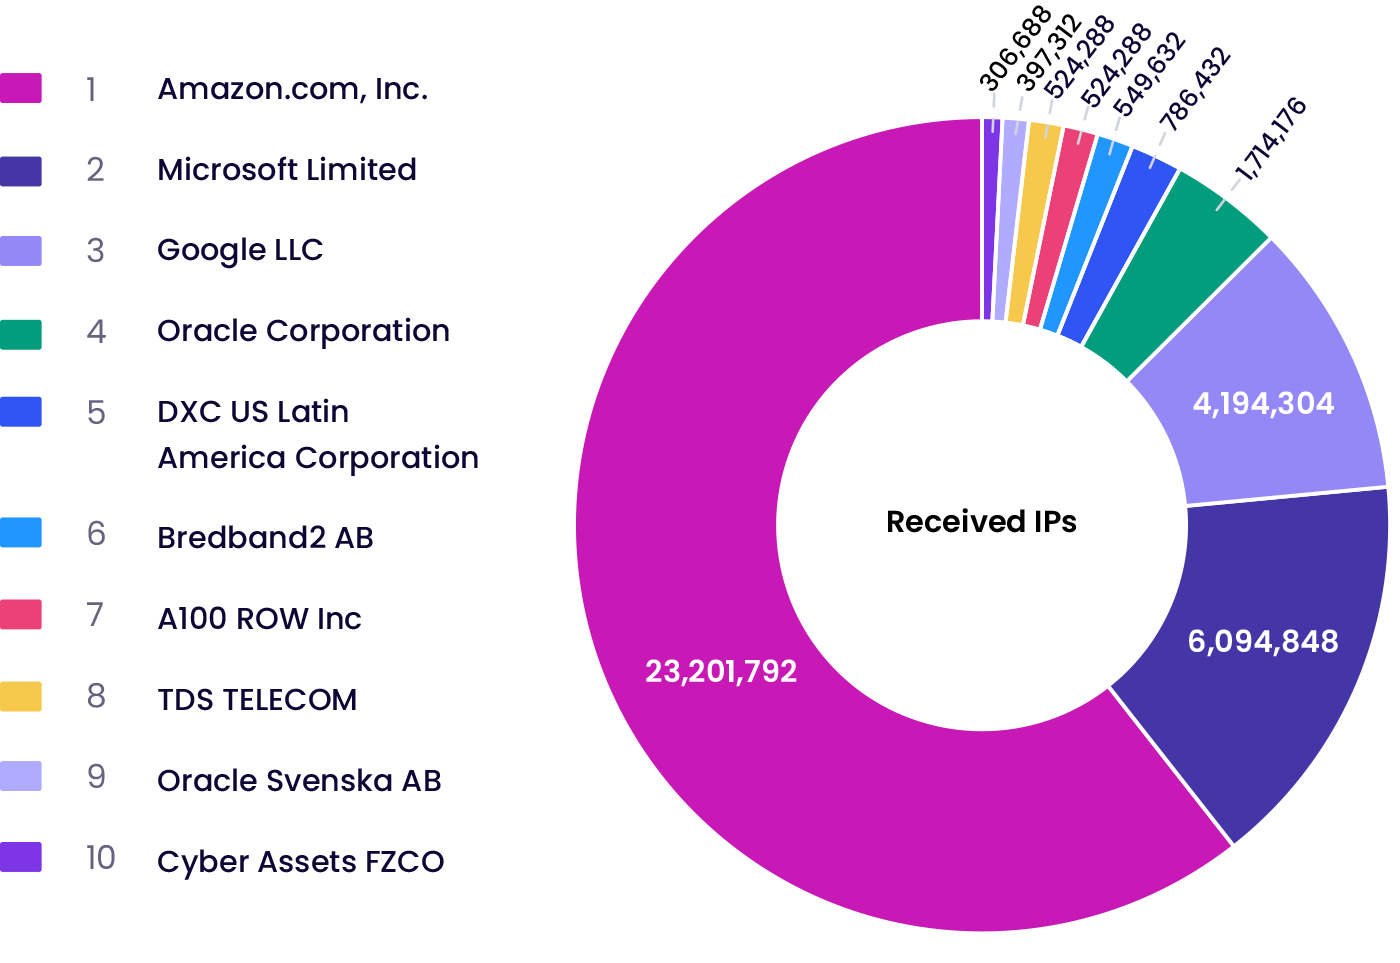 1 Amazon.com, Inc.
2 Microsoft Limited
3 Google LLC
4 Oracle Corporation
5 DXC US Latin
America Corporation
6 Bredband2 AB
7 A100 ROW Inc
8 TDS TELECOM
9 Oracle Svenska AB
10 Cyber Assets FZCO
306,688
397,312
524,288
524,288
549,632
786,432
1,714,176
4,194,304
Received IPs
6,094,848
23,201,792